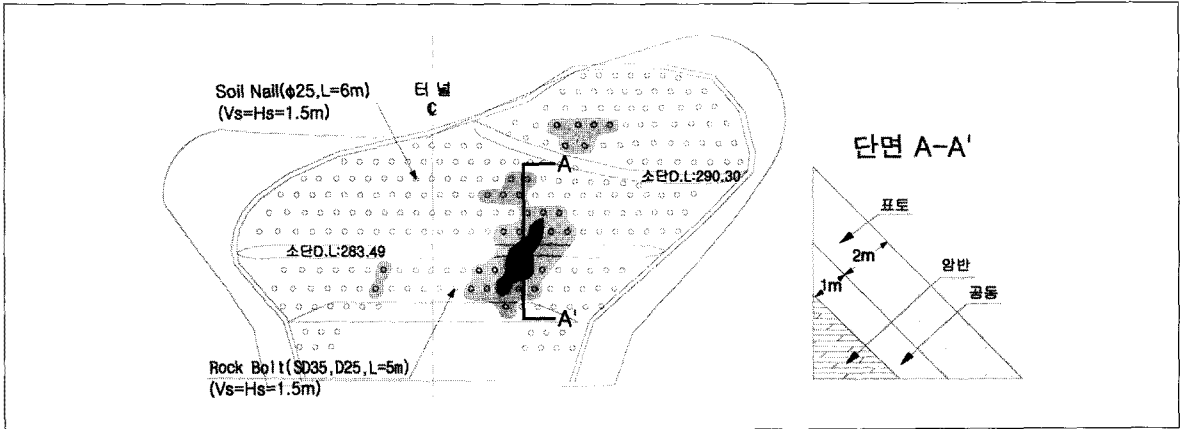 Soil Nail(ϕ25,L=6m)
(Vs=Hs=1.5m)
터 널
℄
A
소단D.L:290.30
소단D.L:283.49
A'
Rock Bolt(SD35,D25,L=5m)
(Vs=Hs=1.5m)
단면 A-A'
표토
2m
암반
1m
공동